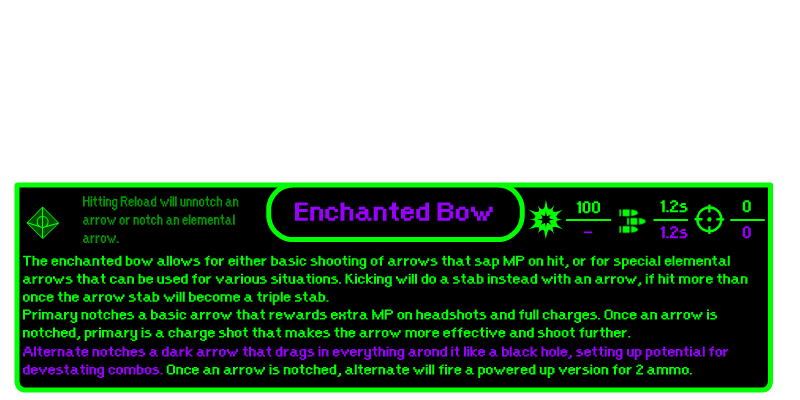 Hitting Reload will unnotch an
arrow or notch an elemental
arrow.
Enchanted Bow
100
-
1.2s
1.2s
0
0
The enchanted bow allows for either basic shooting of arrows that sap MP on hit, or for special elemental
arrows that can be used for various situations. Kicking will do a stab instead with an arrow, if hit more than
once the arrow stab will become a triple stab.
Primary notches a basic arrow that rewards extra MP on headshots and full charges. Once an arrow is
notched, primary is a charge shot that makes the arrow more effective and shoot further.
Alternate notches a dark arrow that drags in everything arond it like a black hole, setting up potential for
devestating combos. Once an arrow is notched, alternate will fire a powered up version for 2 ammo.